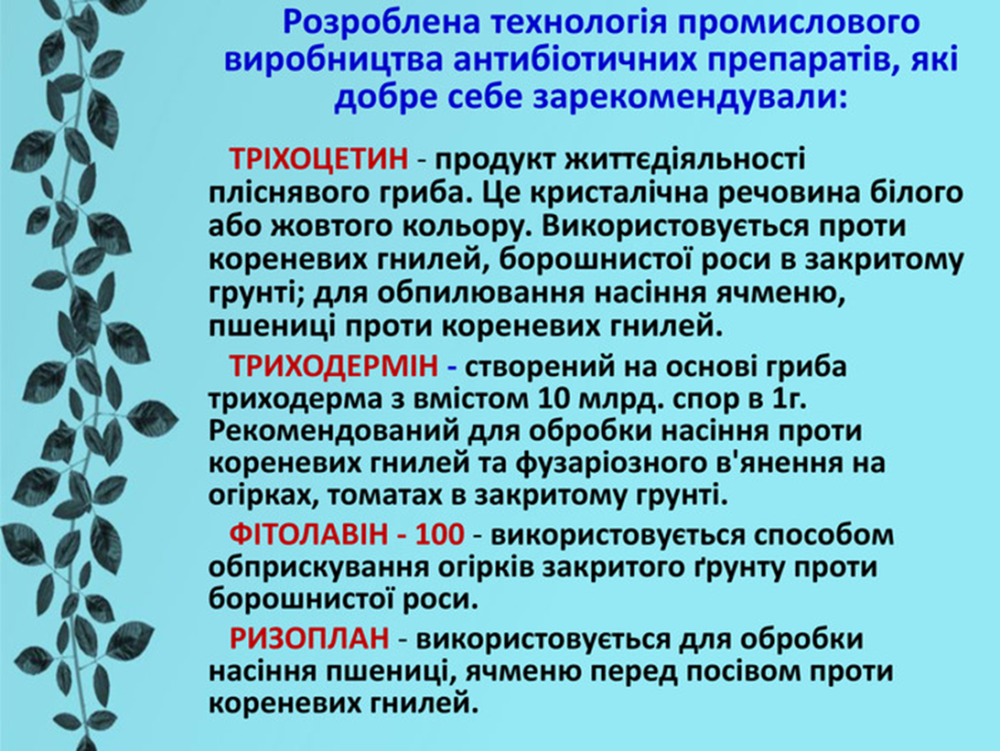 Розроблена технологія промислового
виробництва антибіотичних препаратів, які
добре себе зарекомендували:
ТРІХОЦЕТИН - продукт життєдіяльності
пліснявого гриба. Це кристалічна речовина білого
або жовтого кольору. Використовується проти
кореневих гнилей, борошнистої роси в закритому
грунті; для обпилювання насіння ячменю,
пшениці проти кореневих гнилей.
ТРИХОДЕРМІН - створений на основі гриба
триходерма з вмістом 10 млрд. спор в 1г.
Рекомендований для обробки насіння проти
кореневих гнилей та фузаріозного в'янення на
огірках, томатах в закритому грунті.
ФІТОЛАВІН - 100 - використовується способом
обприскування огірків закритого ґрунту проти
борошнистої роси.
РИЗОПЛАН - використовується для обробки
насіння пшениці, ячменю перед посівом проти
кореневих гнилей.